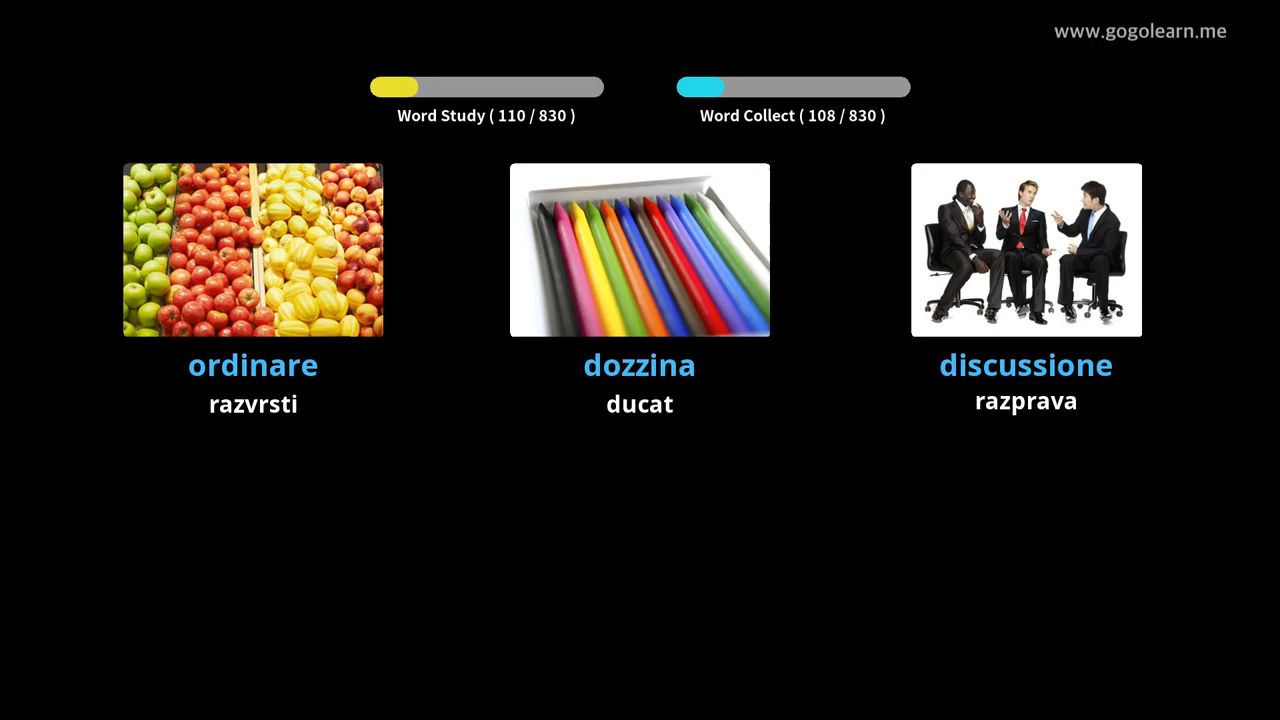 www.gogolearn.me
Word Study ( 110 / 830 )
Word Collect ( 108 / 830 )
ordinare
razvrsti
dozzina
ducat
discussione
razprava